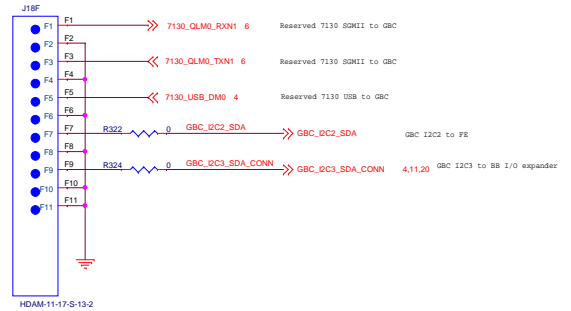 J18F
F1 F1 7130_QLM0_RXN1 6 Reserved 7130 SGMII to GBC
F2 F2
F3 F3 7130_QLM0_TXN1 6 Reserved 7130 SGMII to GBC
F4 F4
F5 F5 7130_USB_DM0 4 Reserved 7130 USB to GBC
F6 F6
F7 F7 R322 0 GBC_I2C2_SDA GBC_I2C2_SDA GBC I2C2 to FE
F8 F8
F9 F9 R324 0 GBC_I2C3_SDA_CONN GBC_I2C3_SDA_CONN 4,11,20 GBC I2C3 to BB I/O expander
F10 F10
F11 F11
HDAM-11-17-S-13-2